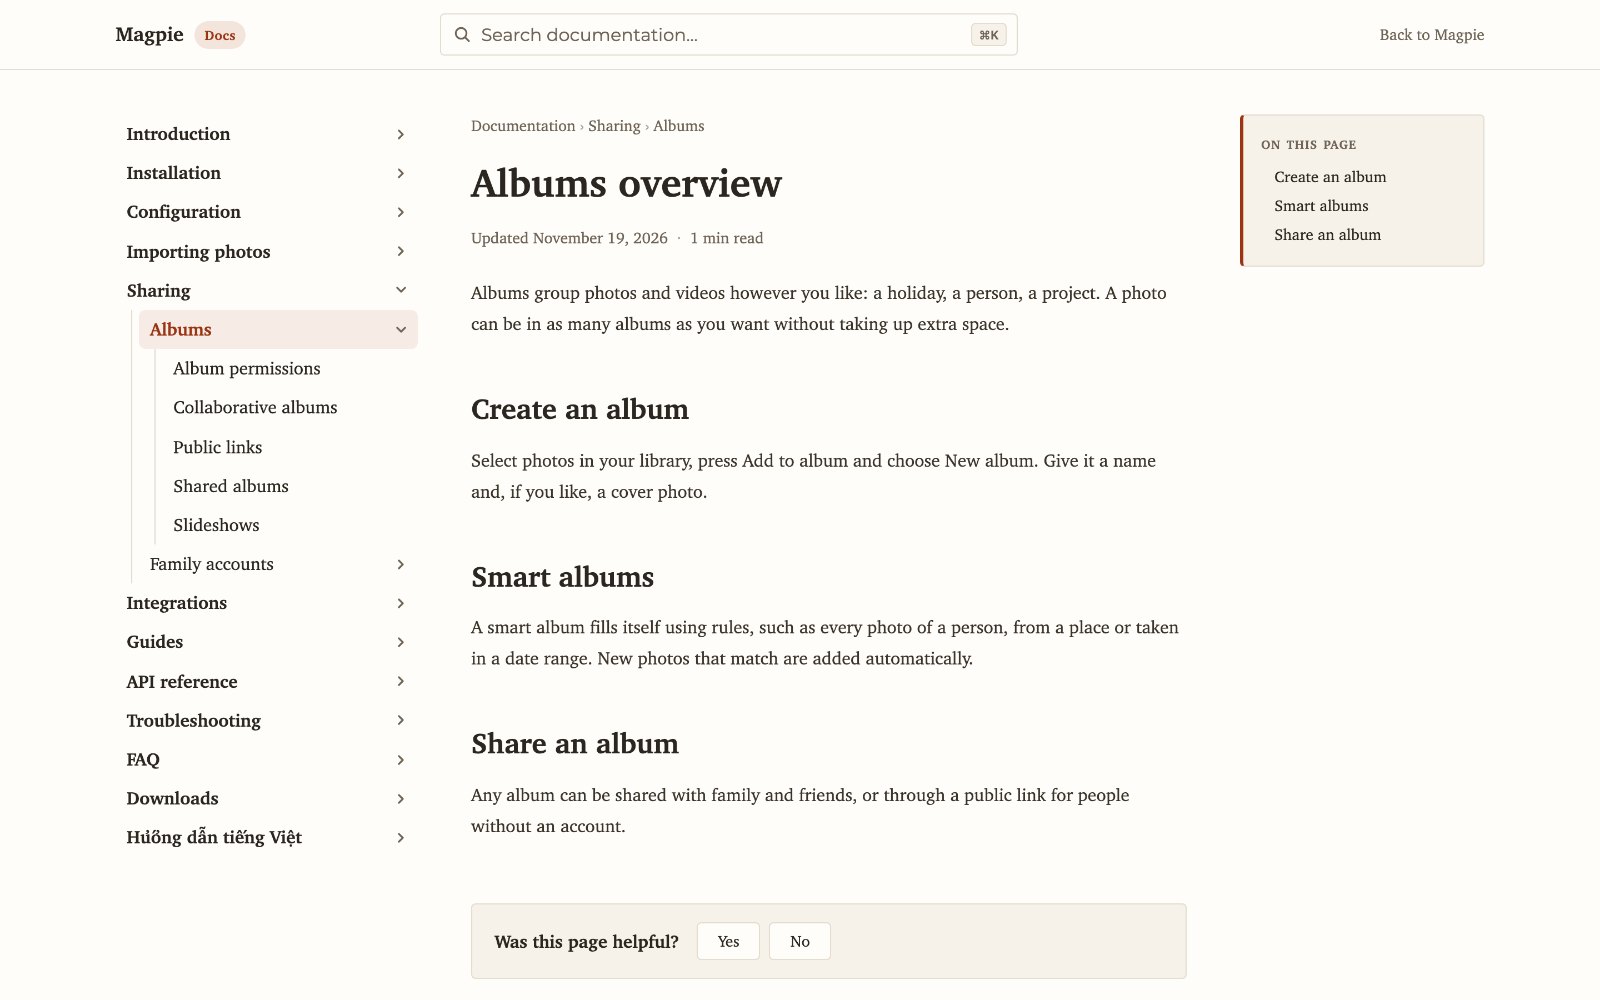 Magpie Docs
Search documentation... ⌘K
Back to Magpie
Introduction
Installation
Configuration
Importing photos
Sharing
Albums
Album permissions
Collaborative albums
Public links
Shared albums
Slideshows
Family accounts
Integrations
Guides
API reference
Troubleshooting
FAQ
Downloads
Hướng dẫn tiếng Việt
Documentation › Sharing › Albums
Albums overview
Updated November 19, 2026 · 1 min read
Albums group photos and videos however you like: a holiday, a person, a project. A photo
can be in as many albums as you want without taking up extra space.
Create an album
Select photos in your library, press Add to album and choose New album. Give it a name
and, if you like, a cover photo.
Smart albums
A smart album fills itself using rules, such as every photo of a person, from a place or taken
in a date range. New photos that match are added automatically.
Share an album
Any album can be shared with family and friends, or through a public link for people
without an account.
Was this page helpful? Yes No
ON THIS PAGE
Create an album
Smart albums
Share an album